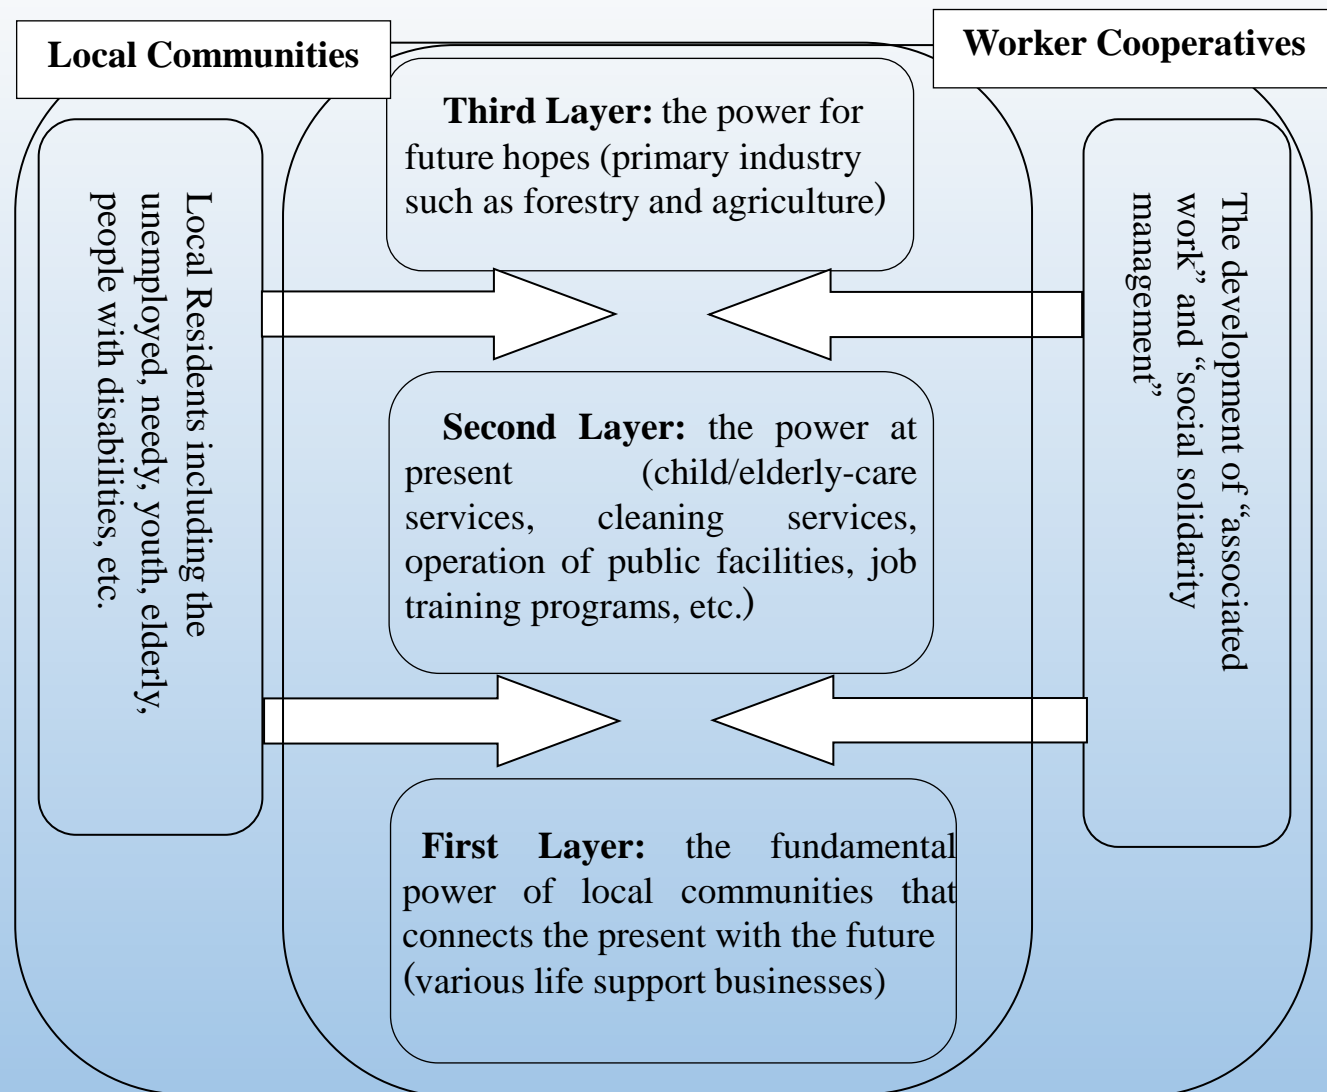 Local Communities
Worker Cooperatives
Third Layer: the power for
future hopes (primary industry
such as forestry and agriculture)
Local Residents including the
unemployed, needy, youth, elderly,
people with disabilities, etc.
The development of “associated
work” and “social solidarity
management”
Second Layer: the power at
present (child/elderly-care
services, cleaning services,
operation of public facilities, job
training programs, etc.)
First Layer: the fundamental
power of local communities that
connects the present with the future
(various life support businesses)